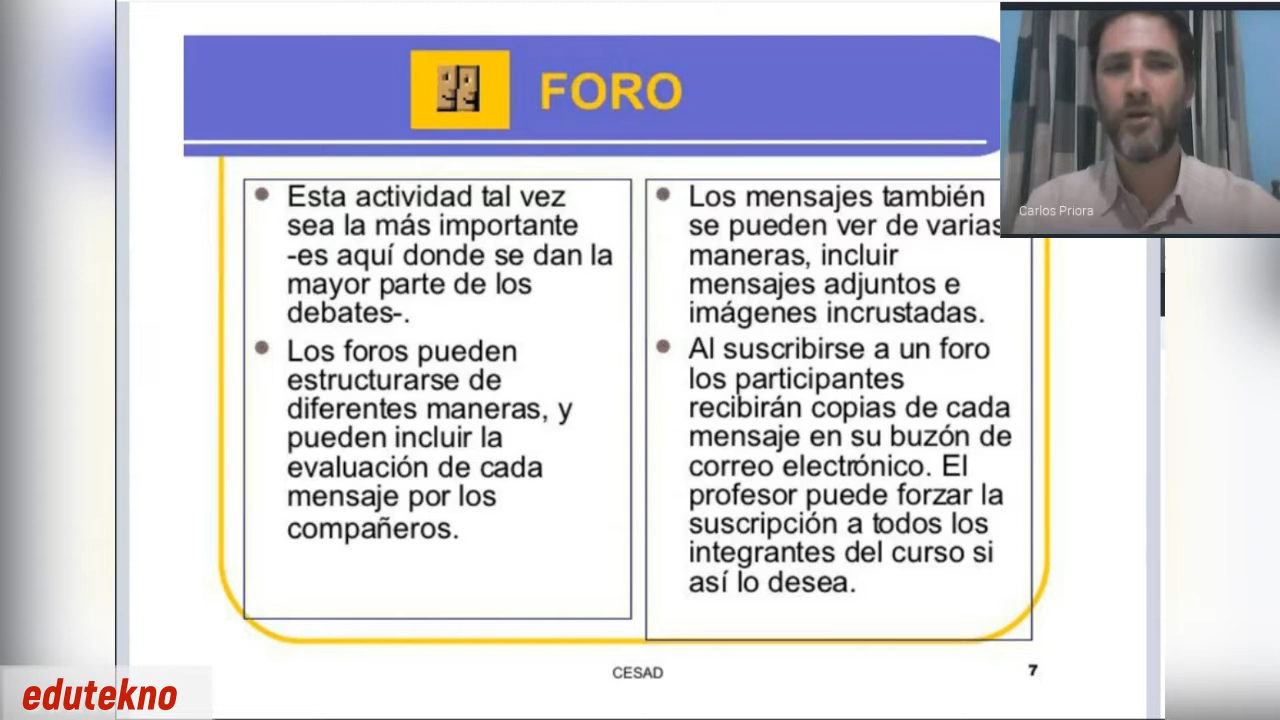 FORO
Esta actividad tal vez
sea la más importante
-es aquí donde se dan la
mayor parte de los
debates-.
Los foros pueden
estructurarse de
diferentes maneras, y
pueden incluir la
evaluación de cada
mensaje por los
compañeros.
Los mensajes también
se pueden ver de varias
maneras, incluir
mensajes adjuntos e
imágenes incrustadas.
Al suscribirse a un foro
los participantes
recibirán copias de cada
mensaje en su buzón de
correo electrónico. El
profesor puede forzar la
suscripción a todos los
integrantes del curso si
así lo desea.
Carlos Priora
CESAD
7
edutekno